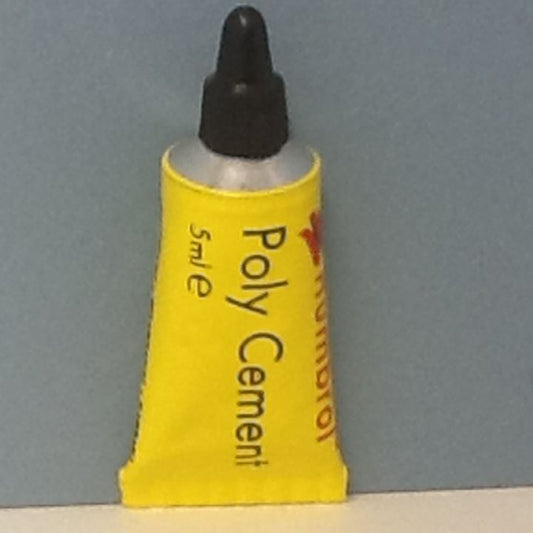 Humbrol
Poly Cement
5ml e